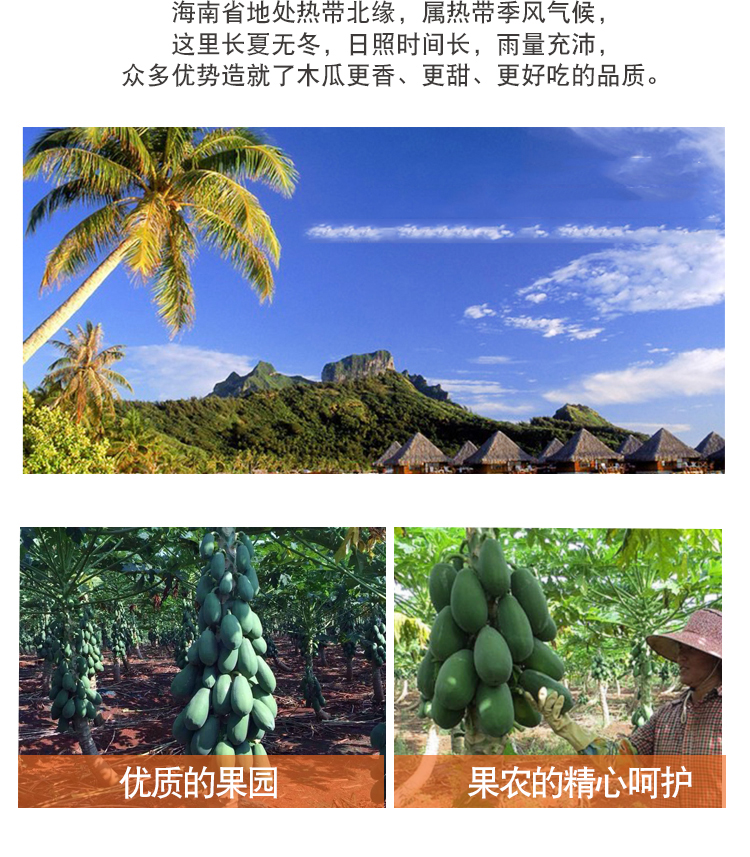 海南省地处热带北缘，属热带季风气候，
这里长夏无冬，日照时间长，雨量充沛，
众多优势造就了木瓜更香、更甜、更好吃的品质。
优质的果园
果农的精心呵护